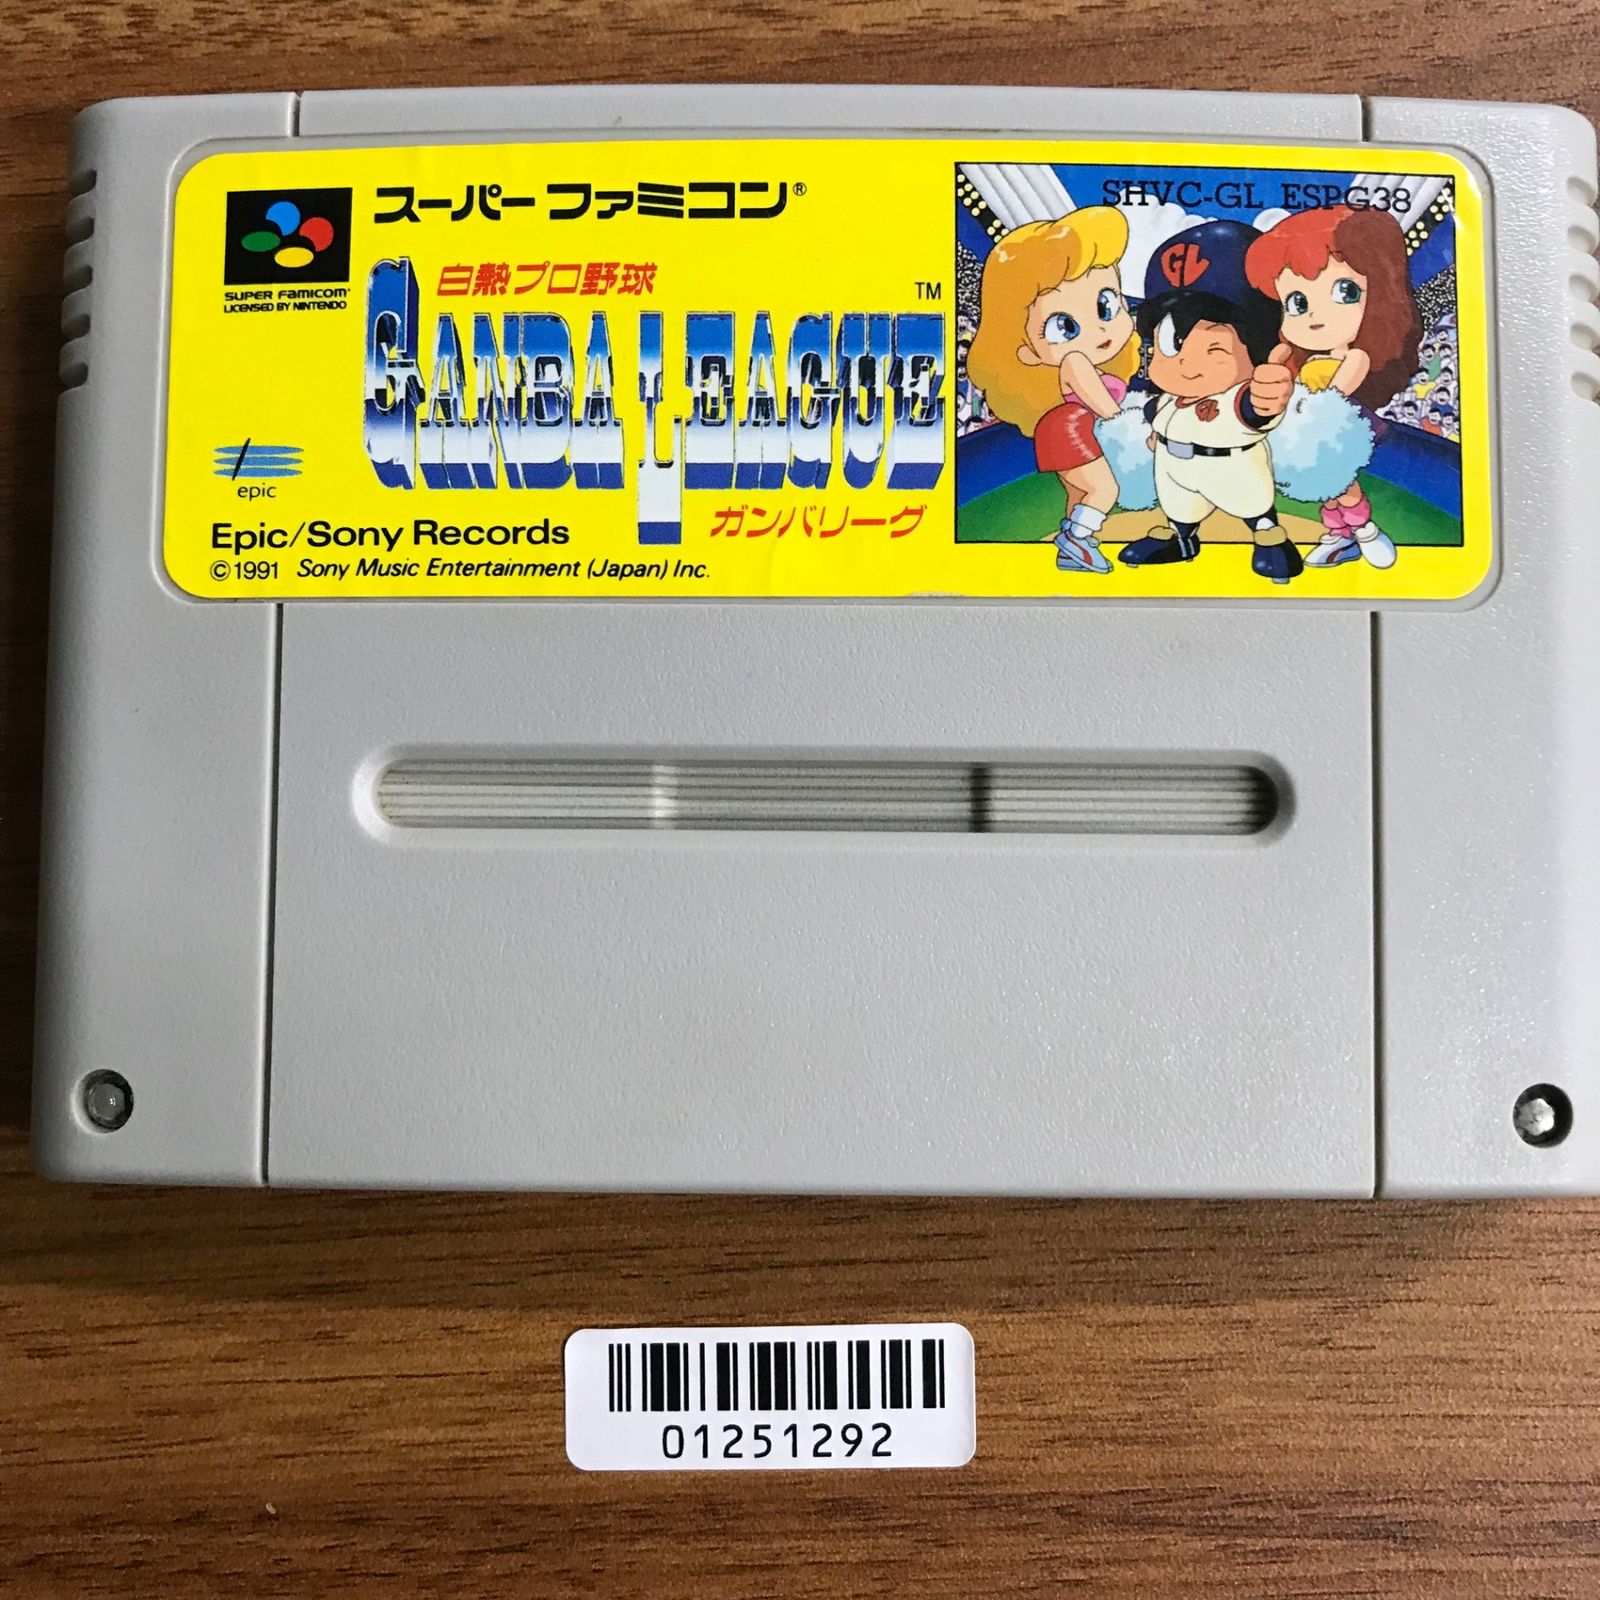 スーパーファミコン®
SUPER FAMICOM
LICENSED BY NINTENDO
白熱プロ野球
TM
GANBA LEAGUE
ガンバリーグ
epic
Epic/Sony Records
©1991 Sony Music Entertainment (Japan) Inc.
SHVC-GL ESPG38
GL
GL
01251292